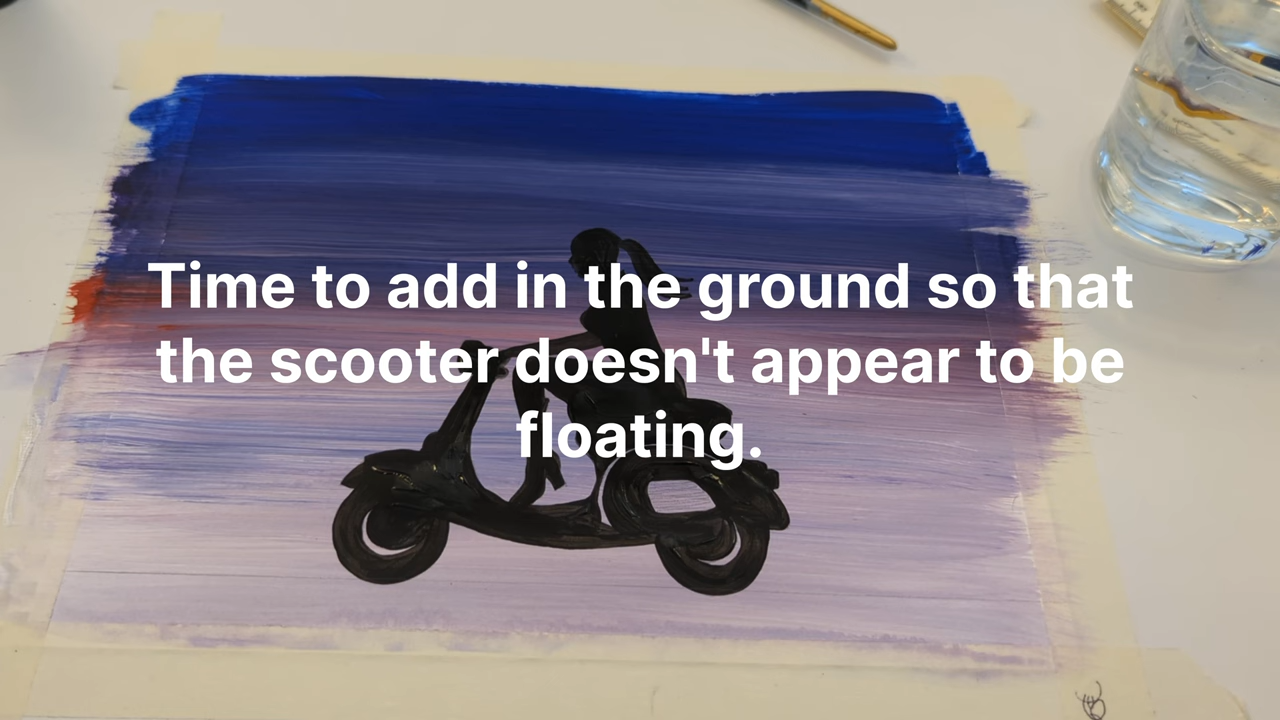 Time to add in the ground so that
the scooter doesn't appear to be
floating.